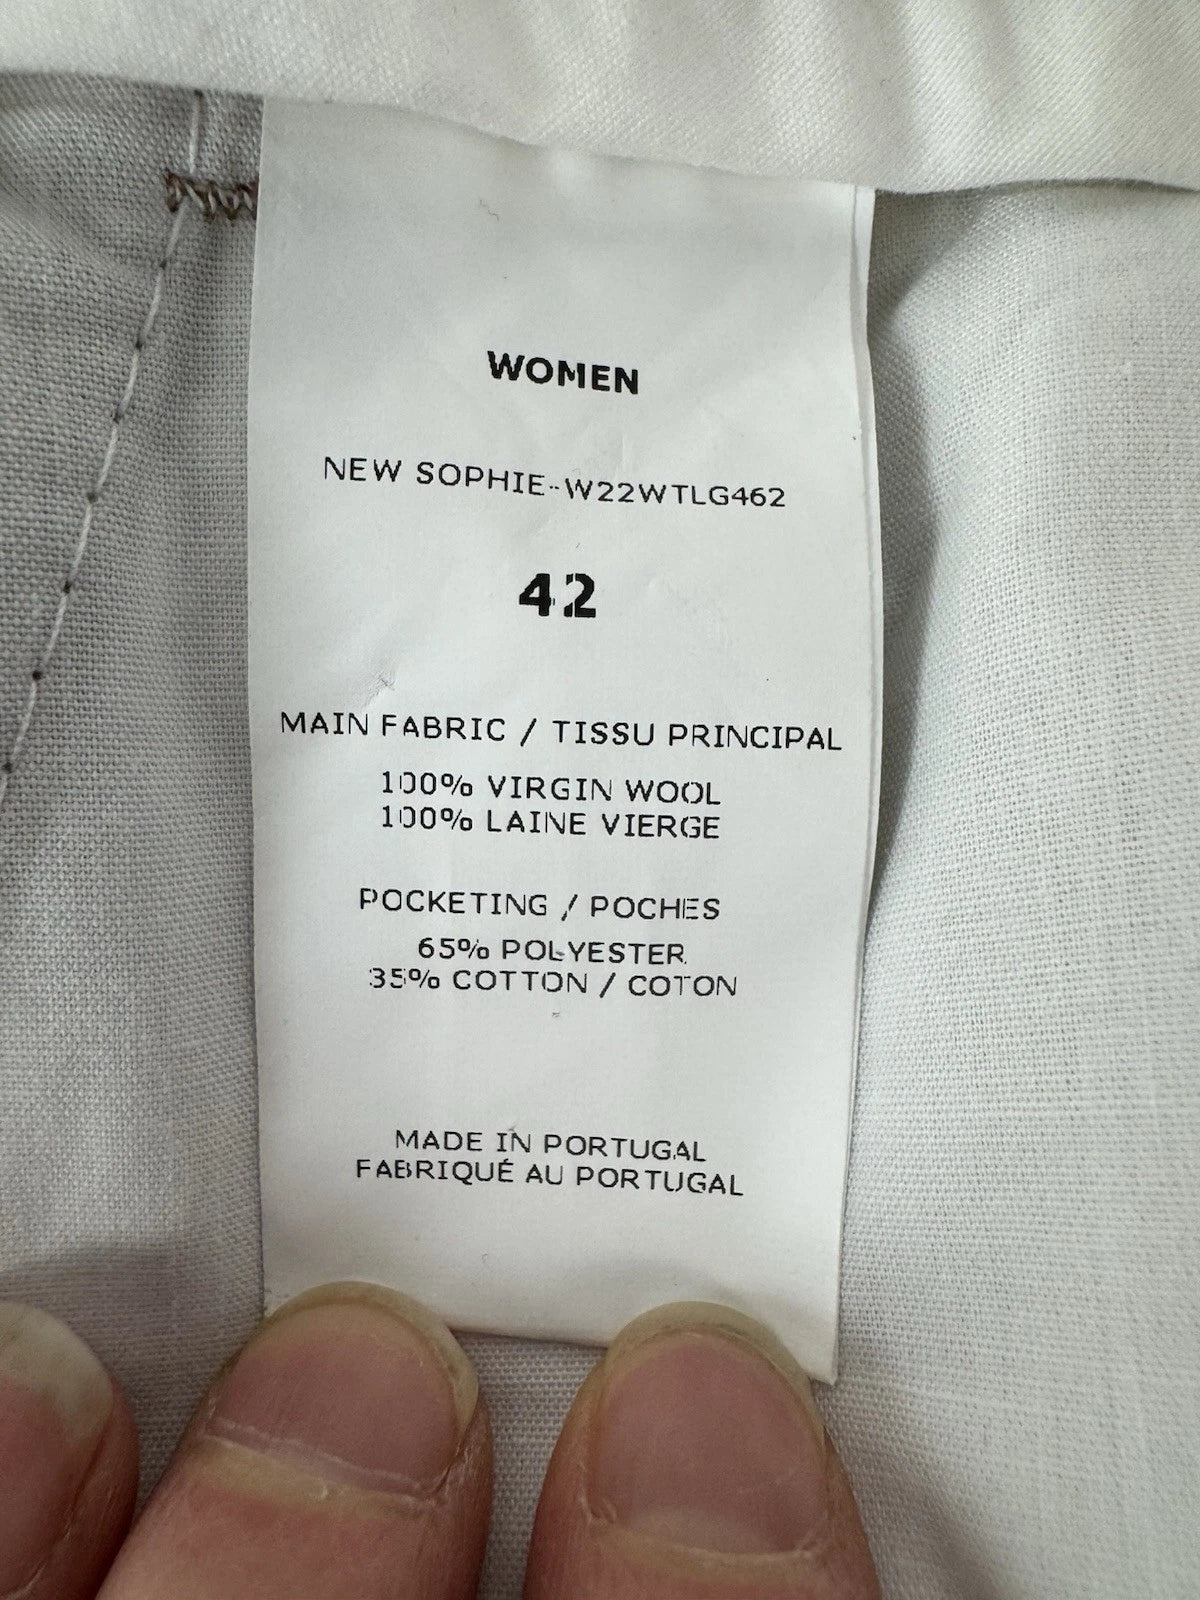 WOMEN
NEW SOPHIE--W22WTLG462
42
MAIN FABRIC / TISSU PRINCIPAL
100% VIRGIN WOOL
100% LAINE VIERGE
POCKETING / POCHES
65% POLYESTER
35% COTTON / COTON
MADE IN PORTUGAL
FABRIQUÉ AU PORTUGAL